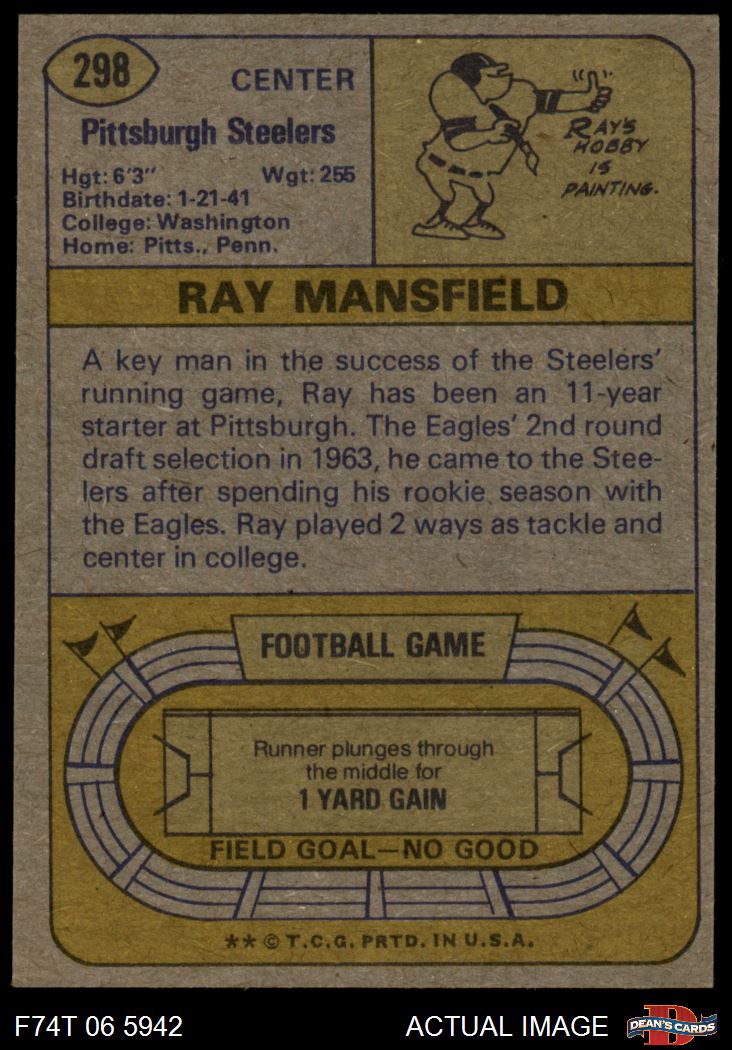 298
CENTER
Pittsburgh Steelers
Hgt: 6'3" Wgt: 255
Birthdate: 1-21-41
College: Washington
Home: Pitts., Penn.
RAY'S
HOBBY
IS
PAINTING.
RAY MANSFIELD
A key man in the success of the Steelers'
running game, Ray has been an 11-year
starter at Pittsburgh. The Eagles' 2nd round
draft selection in 1963, he came to the Stee-
lers after spending his rookie season with
the Eagles. Ray played 2 ways as tackle and
center in college.
FOOTBALL GAME
Runner plunges through
the middle for
1 YARD GAIN
FIELD GOAL—NO GOOD
** © T.C.G. PRTD. IN U.S.A.
F74T 06 5942
ACTUAL IMAGE
D
DEAN'S CARDS